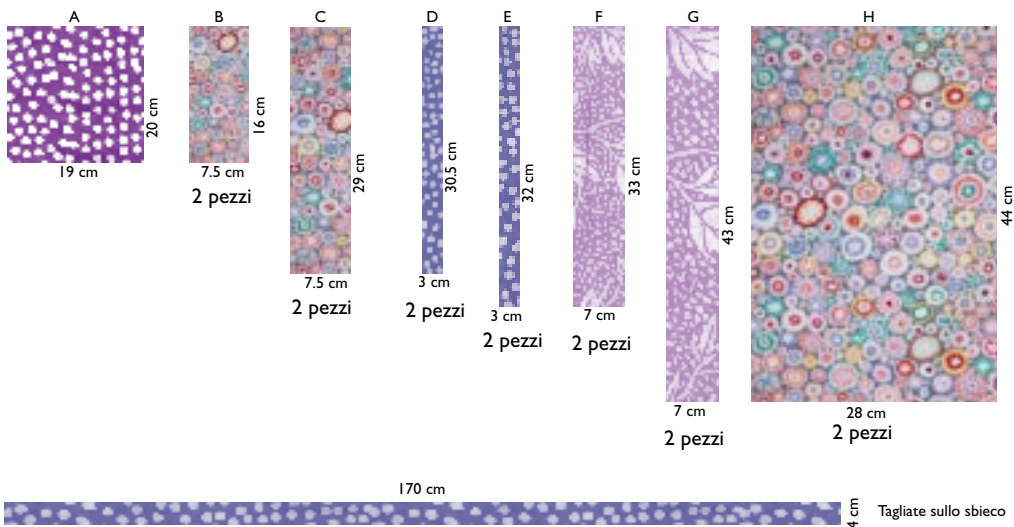 A B C D E F G H
20 cm
19 cm
16 cm
7.5 cm
2 pezzi
29 cm
7.5 cm
2 pezzi
30.5 cm
3 cm
2 pezzi
32 cm
3 cm
2 pezzi
33 cm
7 cm
2 pezzi
43 cm
7 cm
2 pezzi
44 cm
28 cm
2 pezzi
170 cm
4 cm
Tagliate sullo sbieco